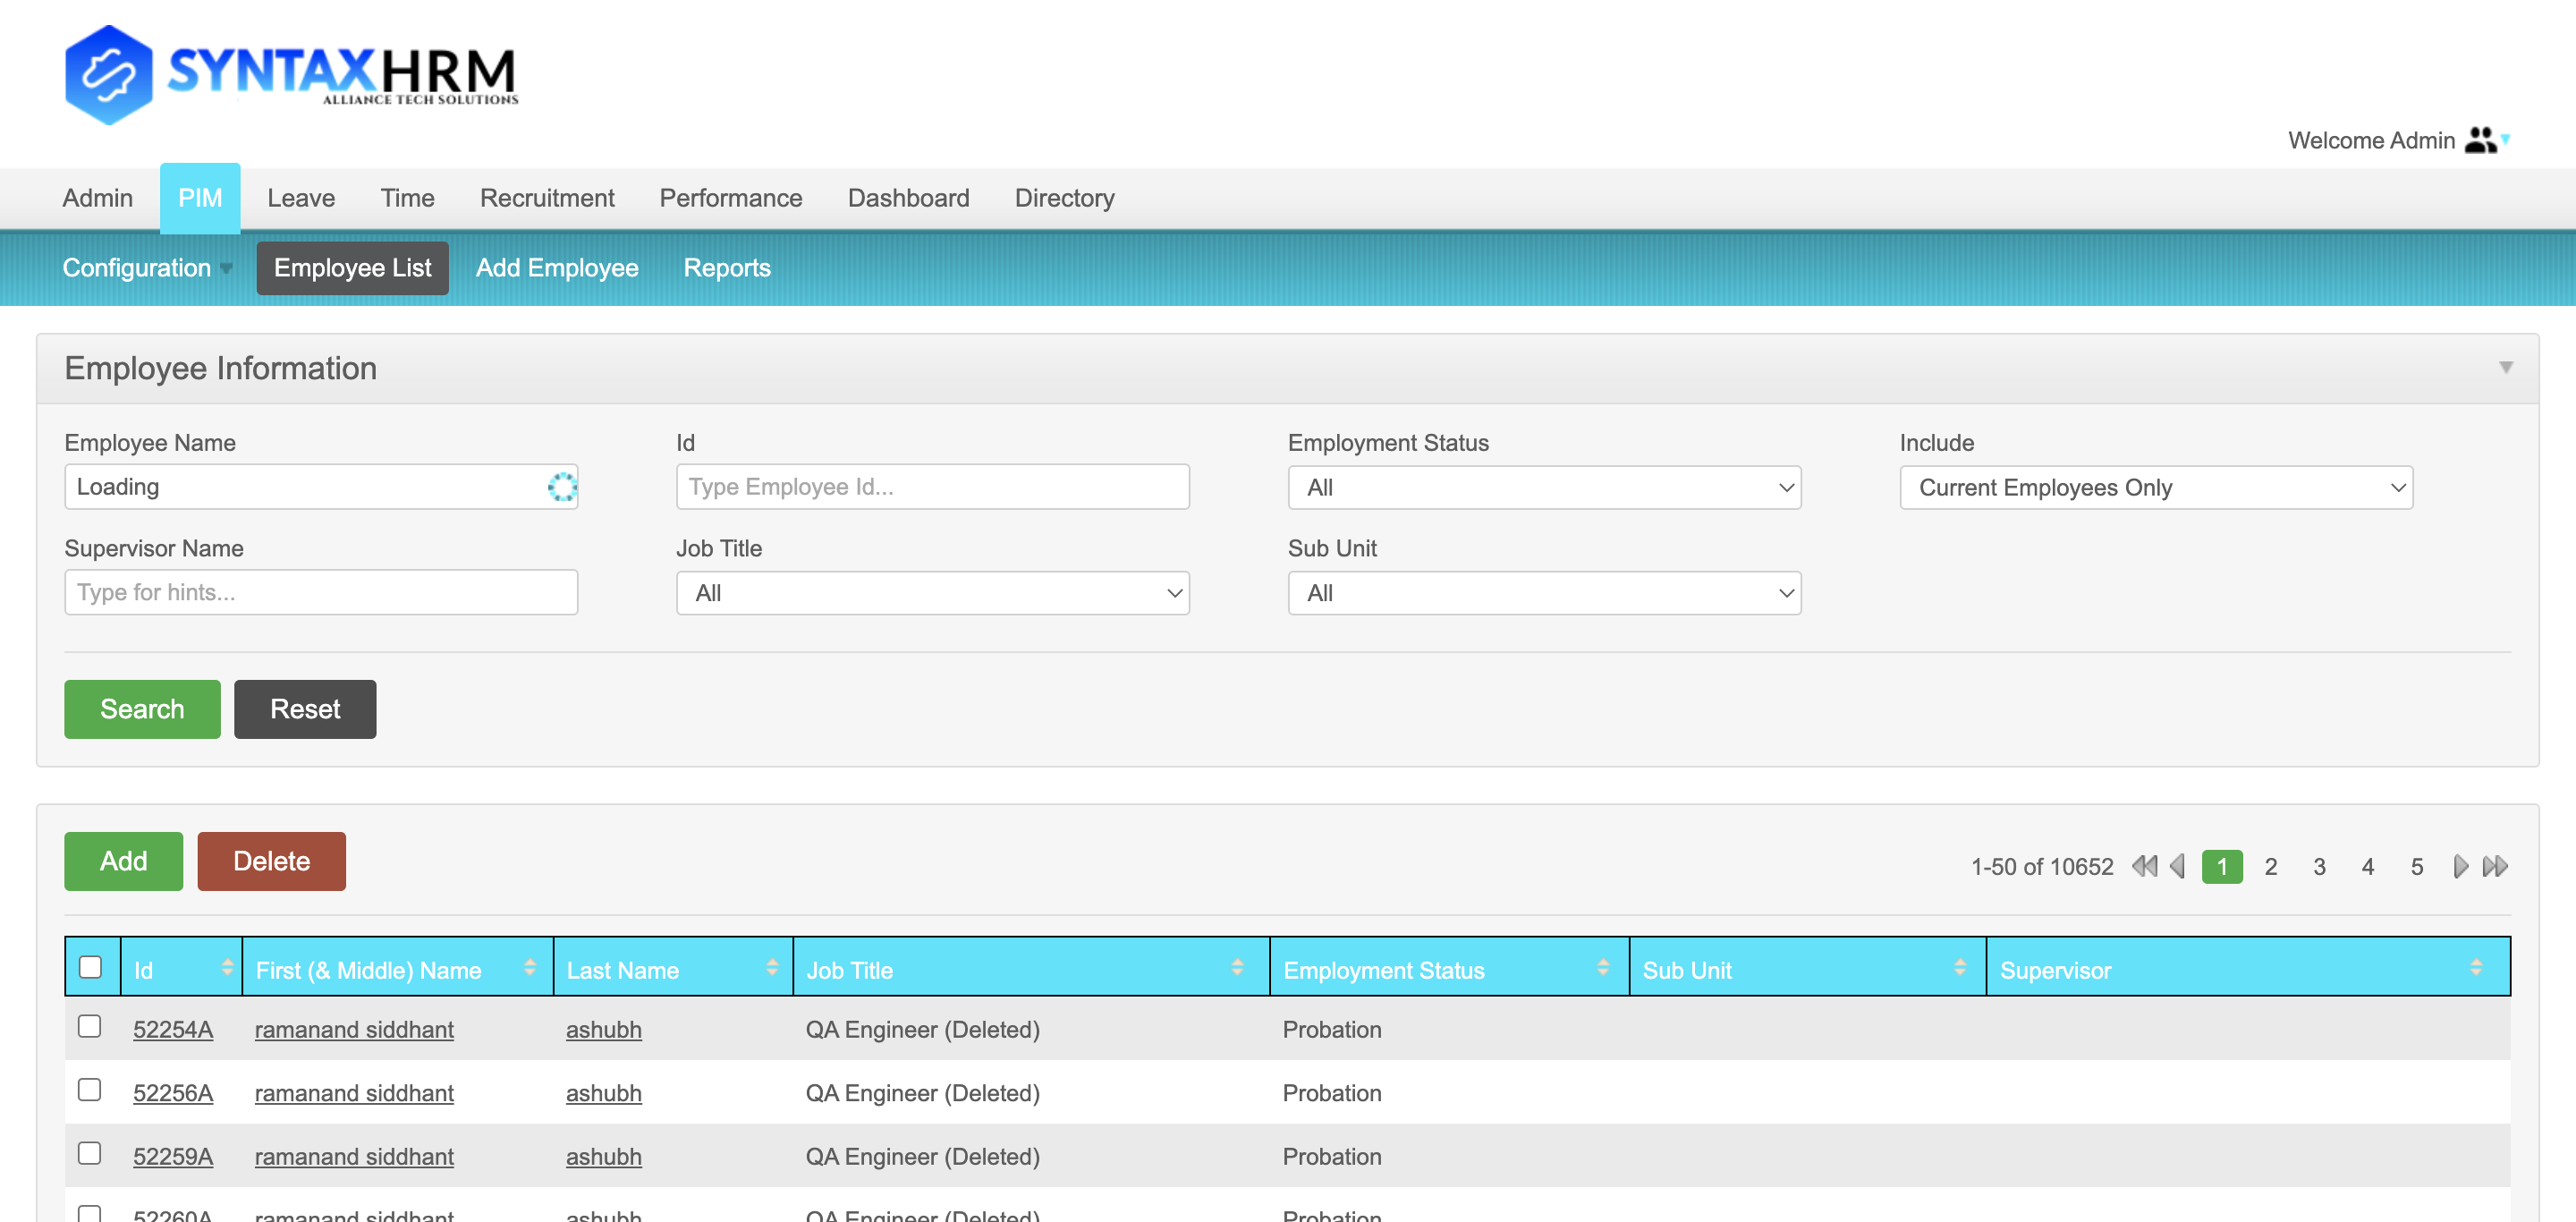 SYNTAXHRM
ALLIANCE TECH SOLUTIONS
Welcome Admin
Admin PIM Leave Time Recruitment Performance Dashboard Directory
Configuration Employee List Add Employee Reports
Employee Information
Employee Name Id Employment Status Include
Loading Type Employee Id... All Current Employees Only
Supervisor Name Job Title Sub Unit
Type for hints... All All
Search Reset
Add Delete 1-50 of 10652 1 2 3 4 5
Id First (& Middle) Name Last Name Job Title Employment Status Sub Unit Supervisor
52254A ramanand siddhant ashubh QA Engineer (Deleted) Probation
52256A ramanand siddhant ashubh QA Engineer (Deleted) Probation
52259A ramanand siddhant ashubh QA Engineer (Deleted) Probation
52260A ramanand siddhant ashubh QA Engineer (Deleted) Probation